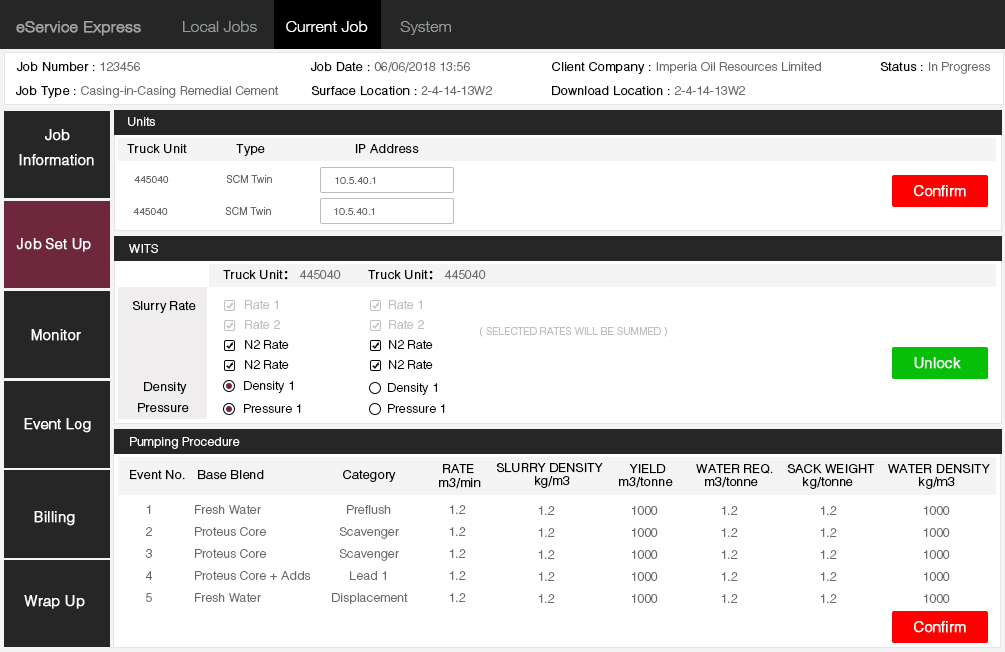 eService Express Local Jobs Current Job System
Job Number : 123456 Job Date : 06/06/2018 13:56 Client Company : Imperia Oil Resources Limited Status : In Progress
Job Type : Casing-in-Casing Remedial Cement Surface Location : 2-4-14-13W2 Download Location : 2-4-14-13W2
Job
Information
Job Set Up
Monitor
Event Log
Billing
Wrap Up
Units
Truck Unit Type IP Address
445040 SCM Twin 10.5.40.1
445040 SCM Twin 10.5.40.1
Confirm
WITS
Truck Unit: 445040 Truck Unit: 445040
Slurry Rate Rate 1 Rate 1
Rate 2 Rate 2 ( SELECTED RATES WILL BE SUMMED )
N2 Rate N2 Rate
N2 Rate N2 Rate
Unlock
Density Density 1 Density 1
Pressure Pressure 1 Pressure 1
Pumping Procedure
Event No. Base Blend Category RATE m3/min SLURRY DENSITY kg/m3 YIELD m3/tonne WATER REQ. m3/tonne SACK WEIGHT kg/tonne WATER DENSITY kg/m3
1 Fresh Water Preflush 1.2 1.2 1000 1.2 1.2 1000
2 Proteus Core Scavenger 1.2 1.2 1000 1.2 1.2 1000
3 Proteus Core Scavenger 1.2 1.2 1000 1.2 1.2 1000
4 Proteus Core + Adds Lead 1 1.2 1.2 1000 1.2 1.2 1000
5 Fresh Water Displacement 1.2 1.2 1000 1.2 1.2 1000
Confirm